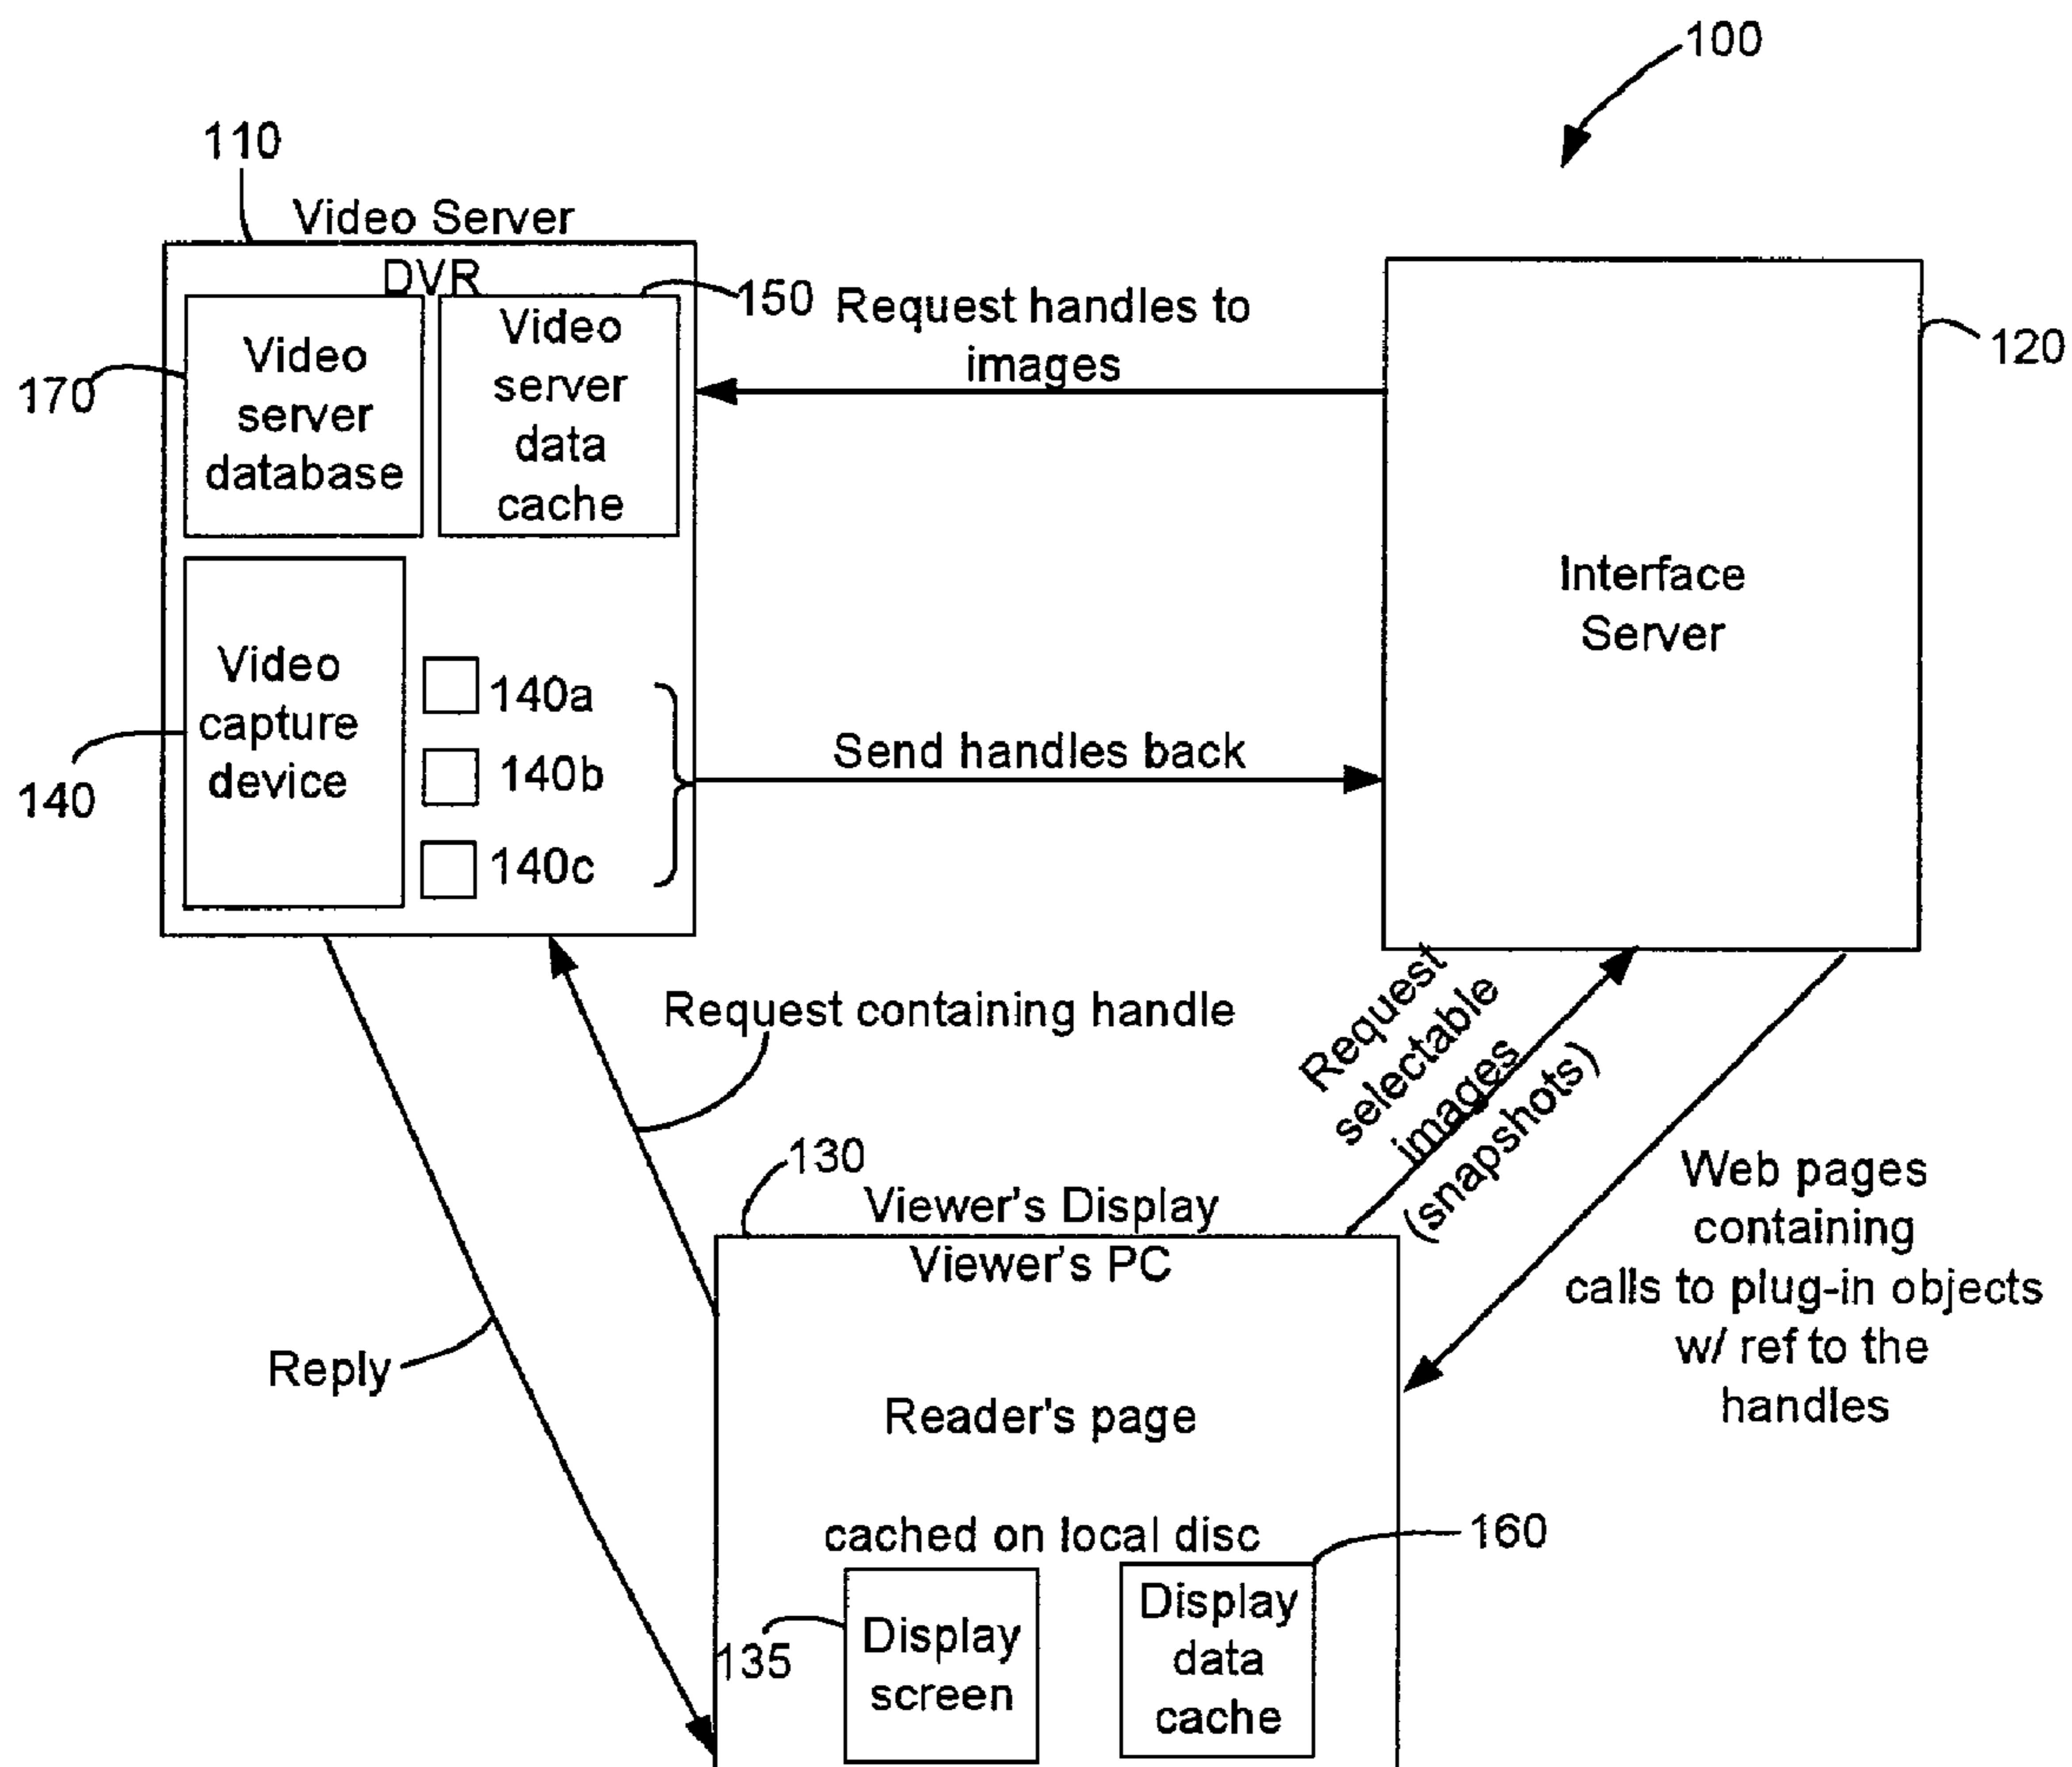 100
110
Video Server
DVR
150
Video
server
database
Video
server
data
cache
170
Request handles to
images
120
Interface
Server
Video
capture
device
140
140a
140b
140c
Send handles back
Request containing handle
Request
selectable
images
(snapshots)
130
Viewer's Display
Viewer's PC
Web pages
containing
calls to plug-in objects
w/ ref to the
handles
Reply
Reader's page
cached on local disc
160
135
Display
screen
Display
data
cache